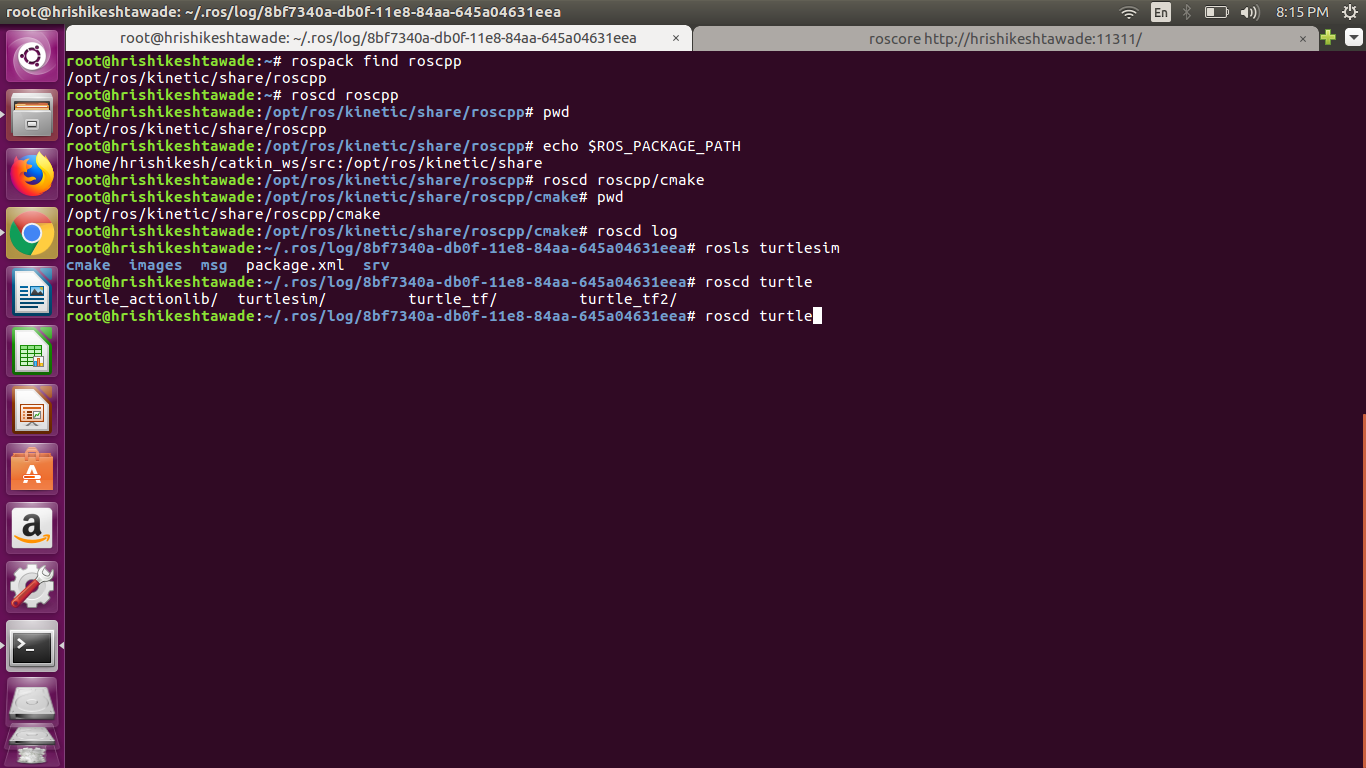 root@hrishikeshtawade: ~/.ros/log/8bf7340a-db0f-11e8-84aa-645a04631eea
En
8:15 PM
root@hrishikeshtawade: ~/.ros/log/8bf7340a-db0f-11e8-84aa-645a04631eea ×
roscore http://hrishikeshtawade:11311/ ×
root@hrishikeshtawade:~# rospack find roscpp
/opt/ros/kinetic/share/roscpp
root@hrishikeshtawade:~# roscd roscpp
root@hrishikeshtawade:/opt/ros/kinetic/share/roscpp# pwd
/opt/ros/kinetic/share/roscpp
root@hrishikeshtawade:/opt/ros/kinetic/share/roscpp# echo $ROS_PACKAGE_PATH
/home/hrishikesh/catkin_ws/src:/opt/ros/kinetic/share
root@hrishikeshtawade:/opt/ros/kinetic/share/roscpp# roscd roscpp/cmake
root@hrishikeshtawade:/opt/ros/kinetic/share/roscpp/cmake# pwd
/opt/ros/kinetic/share/roscpp/cmake
root@hrishikeshtawade:/opt/ros/kinetic/share/roscpp/cmake# roscd log
root@hrishikeshtawade:~/.ros/log/8bf7340a-db0f-11e8-84aa-645a04631eea# rosls turtlesim
cmake  images  msg  package.xml  srv
root@hrishikeshtawade:~/.ros/log/8bf7340a-db0f-11e8-84aa-645a04631eea# roscd turtle
turtle_actionlib/  turtlesim/         turtle_tf/         turtle_tf2/
root@hrishikeshtawade:~/.ros/log/8bf7340a-db0f-11e8-84aa-645a04631eea# roscd turtle